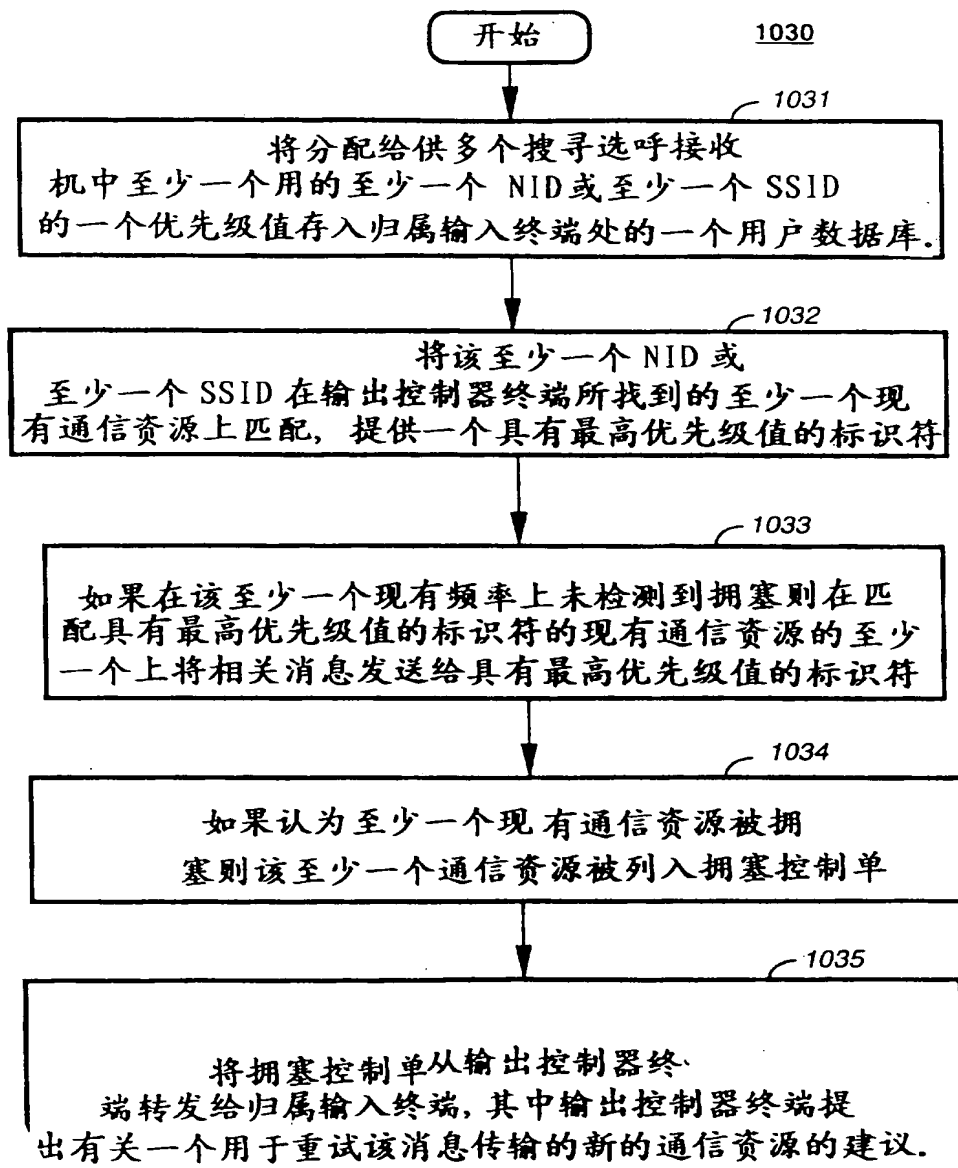 开始
1030
1031
将分配给供多个搜寻选呼接收
机中至少一个用的至少一个 NID或至少一个 SSID
的一个优先级值存入归属输入终端处的一个用户数据库.
1032
将该至少一个 NID 或
至少一个 SSID 在输出控制器终端所找到的至少一个现
有通信资源上匹配, 提供一个具有最高优先级值的标识符
1033
如果在该至少一个现有频率上未检测到拥塞则在匹
配具有最高优先级值的标识符的现有通信资源的至少
一个上将相关消息发送给具有最高优先级值的标识符
1034
如果认为至少一个现有通信资源被拥
塞则该至少一个通信资源被列入拥塞控制单
1035
将拥塞控制单从输出控制器终
端转发给归属输入终端, 其中输出控制器终端提
出有关一个用于重试该消息传输的新的通信资源的建议.